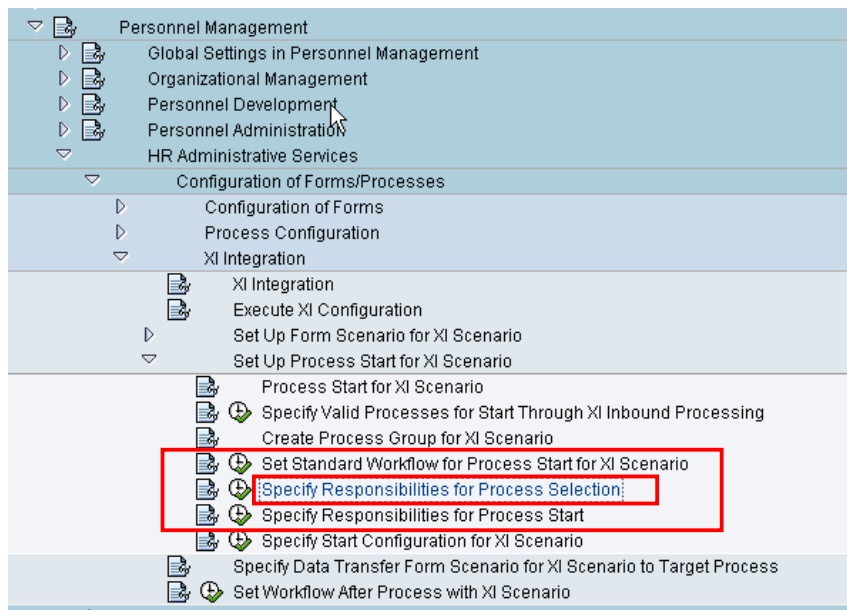 Personnel Management
Global Settings in Personnel Management
Organizational Management
Personnel Development
Personnel Administration
HR Administrative Services
Configuration of Forms/Processes
Configuration of Forms
Process Configuration
XI Integration
XI Integration
Execute XI Configuration
Set Up Form Scenario for XI Scenario
Set Up Process Start for XI Scenario
Process Start for XI Scenario
Specify Valid Processes for Start Through XI Inbound Processing
Create Process Group for XI Scenario
Set Standard Workflow for Process Start for XI Scenario
Specify Responsibilities for Process Selection
Specify Responsibilities for Process Start
Specify Start Configuration for XI Scenario
Specify Data Transfer Form Scenario for XI Scenario to Target Process
Set Workflow After Process with XI Scenario